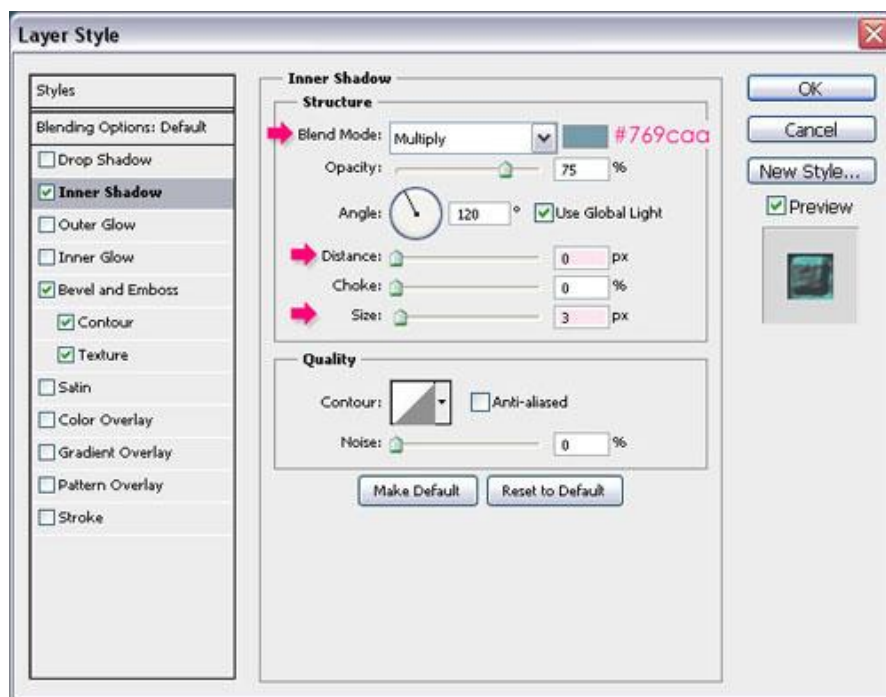 Layer Style
Styles
Blending Options: Default
Drop Shadow
Inner Shadow
Outer Glow
Inner Glow
Bevel and Emboss
Contour
Texture
Satin
Color Overlay
Gradient Overlay
Pattern Overlay
Stroke
Inner Shadow
Structure
Blend Mode: Multiply #769caa
Opacity: 75 %
Angle: 120 ° Use Global Light
Distance: 0 px
Choke: 0 %
Size: 3 px
Quality
Contour: Anti-aliased
Noise: 0 %
Make Default Reset to Default
OK
Cancel
New Style...
Preview